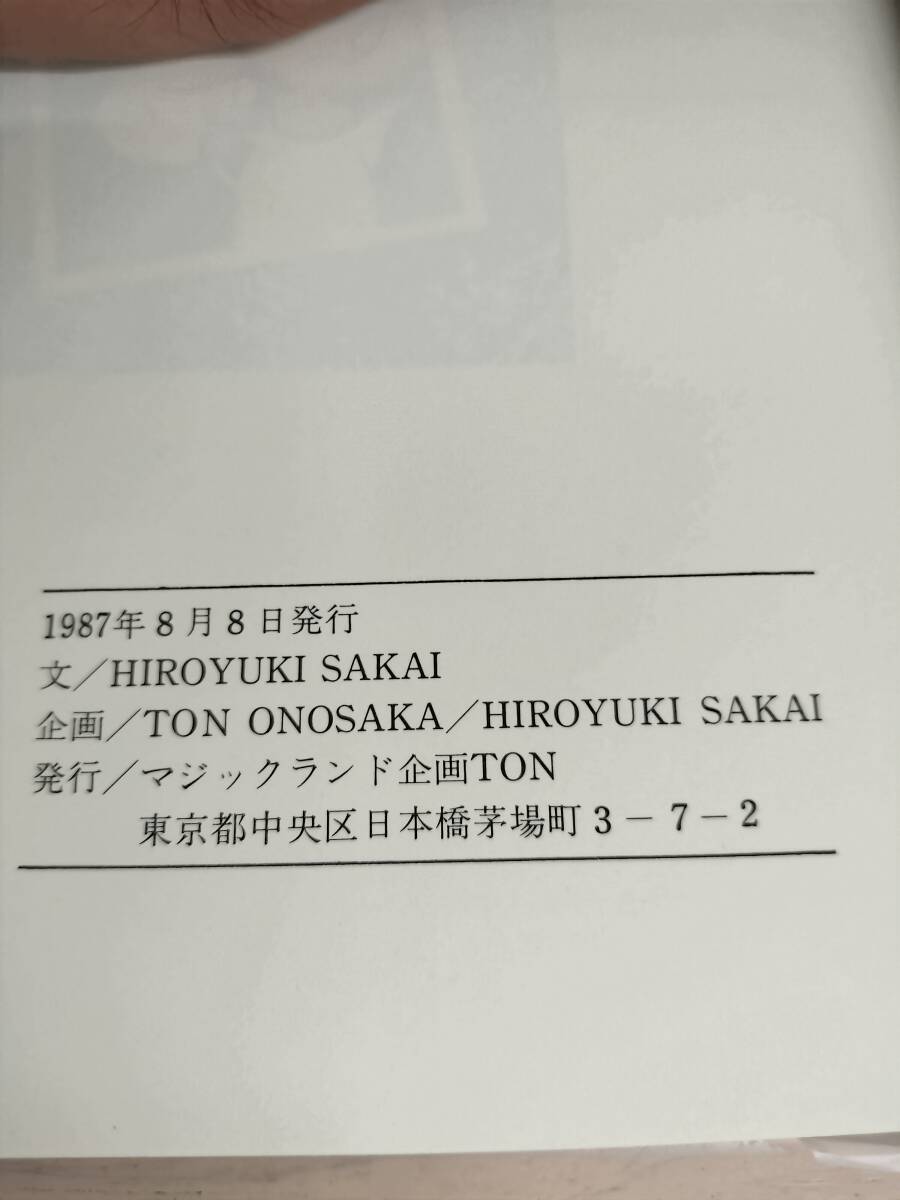 1987年8月8日発行
文／HIROYUKI SAKAI
企画／TON ONOSAKA／HIROYUKI SAKAI
発行／マジックランド企画TON
東京都中央区日本橋茅場町3－7－2